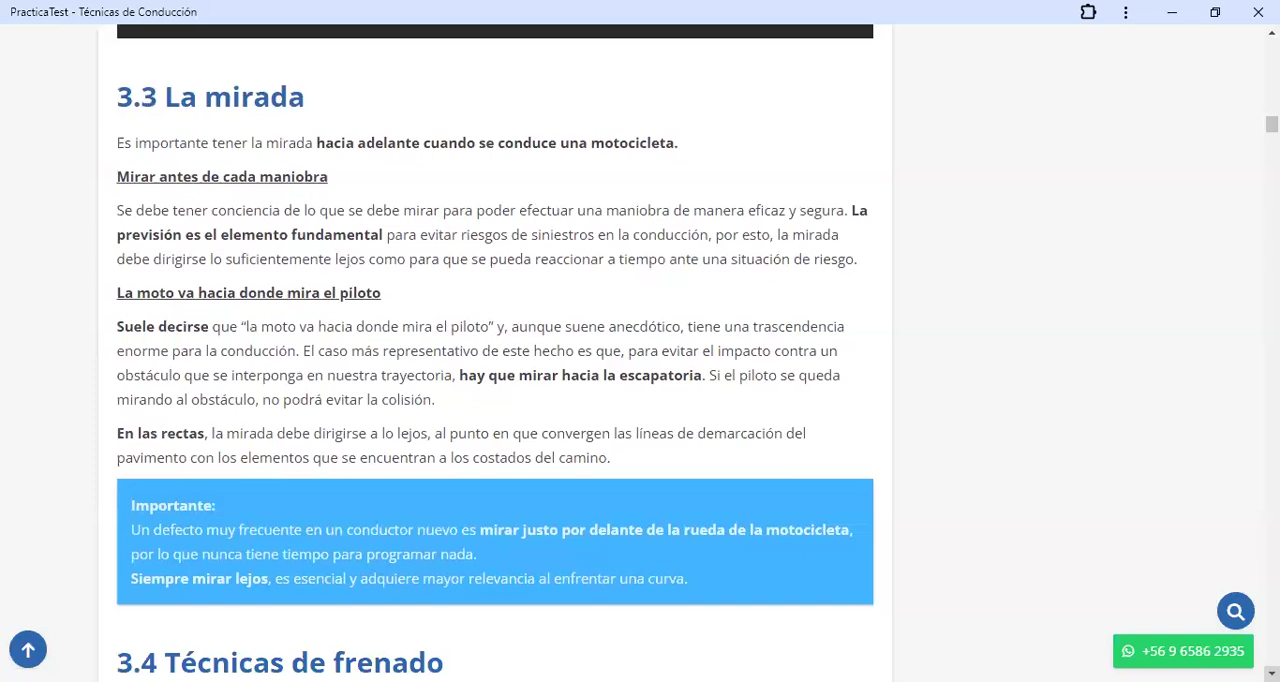 PracticaTest - Técnicas de Conducción
3.3 La mirada
Es importante tener la mirada hacia adelante cuando se conduce una motocicleta.
Mirar antes de cada maniobra
Se debe tener conciencia de lo que se debe mirar para poder efectuar una maniobra de manera eficaz y segura. La
previsión es el elemento fundamental para evitar riesgos de siniestros en la conducción, por esto, la mirada
debe dirigirse lo suficientemente lejos como para que se pueda reaccionar a tiempo ante una situación de riesgo.
La moto va hacia donde mira el piloto
Suele decirse que “la moto va hacia donde mira el piloto” y, aunque suene anecdótico, tiene una trascendencia
enorme para la conducción. El caso más representativo de este hecho es que, para evitar el impacto contra un
obstáculo que se interponga en nuestra trayectoria, hay que mirar hacia la escapatoria. Si el piloto se queda
mirando al obstáculo, no podrá evitar la colisión.
En las rectas, la mirada debe dirigirse a lo lejos, al punto en que convergen las líneas de demarcación del
pavimento con los elementos que se encuentran a los costados del camino.
Importante:
Un defecto muy frecuente en un conductor nuevo es mirar justo por delante de la rueda de la motocicleta,
por lo que nunca tiene tiempo para programar nada.
Siempre mirar lejos, es esencial y adquiere mayor relevancia al enfrentar una curva.
3.4 Técnicas de frenado
+56 9 6586 2935